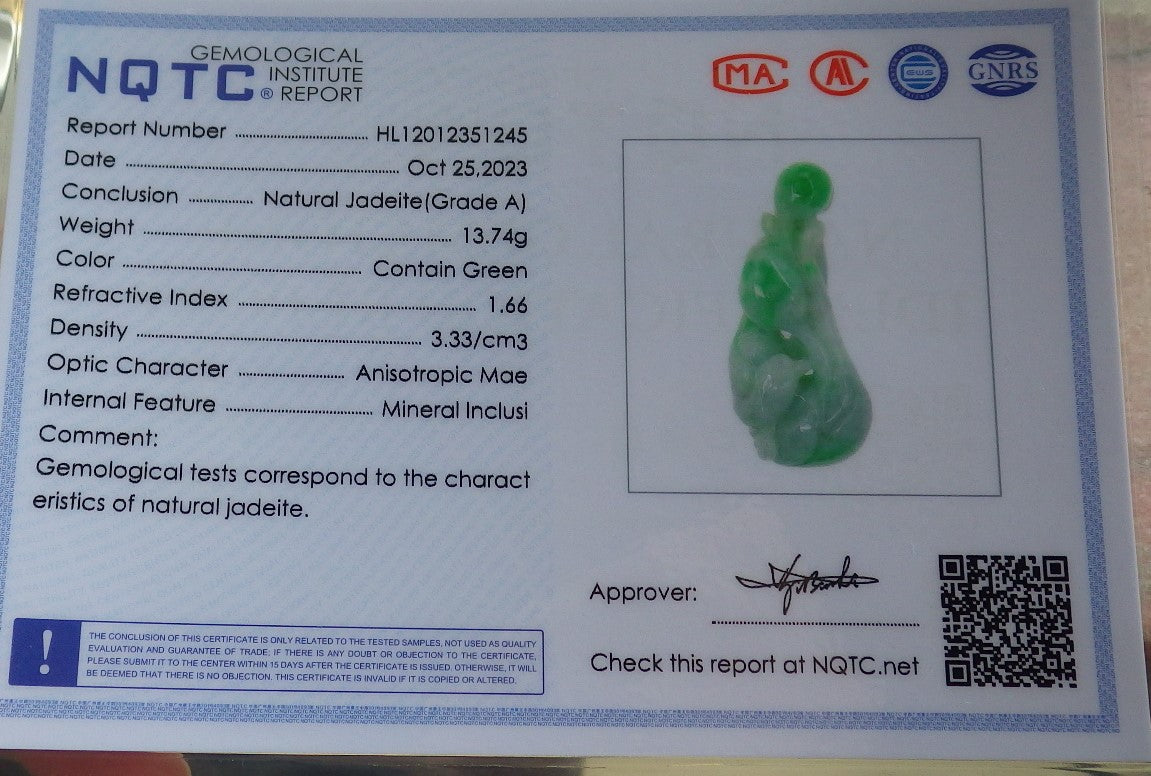 NQTC® GEMOLOGICAL INSTITUTE REPORT
MA
GWS
GNRS
Report Number ........ HL12012351245
Date ........ Oct 25,2023
Conclusion ........ Natural Jadeite(Grade A)
Weight ........ 13.74g
Color ........ Contain Green
Refractive Index ........ 1.66
Density ........ 3.33/cm3
Optic Character ........ Anisotropic Mae
Internal Feature ........ Mineral Inclusi
Comment:
Gemological tests correspond to the charact
eristics of natural jadeite.
! THE CONCLUSION OF THIS CERTIFICATE IS ONLY RELATED TO THE TESTED SAMPLES, NOT USED AS QUALITY
EVALUATION AND GUARANTEE OF TRADE; IF THERE IS ANY DOUBT OR OBJECTION TO THE CERTIFICATE,
PLEASE SUBMIT IT TO THE CENTER WITHIN 15 DAYS AFTER THE CERTIFICATE IS ISSUED. OTHERWISE, IT WILL
BE DEEMED THAT THERE IS NO OBJECTION. THIS CERTIFICATE IS INVALID IF IT IS COPIED OR ALTERED.
Approver:
Check this report at NQTC.net